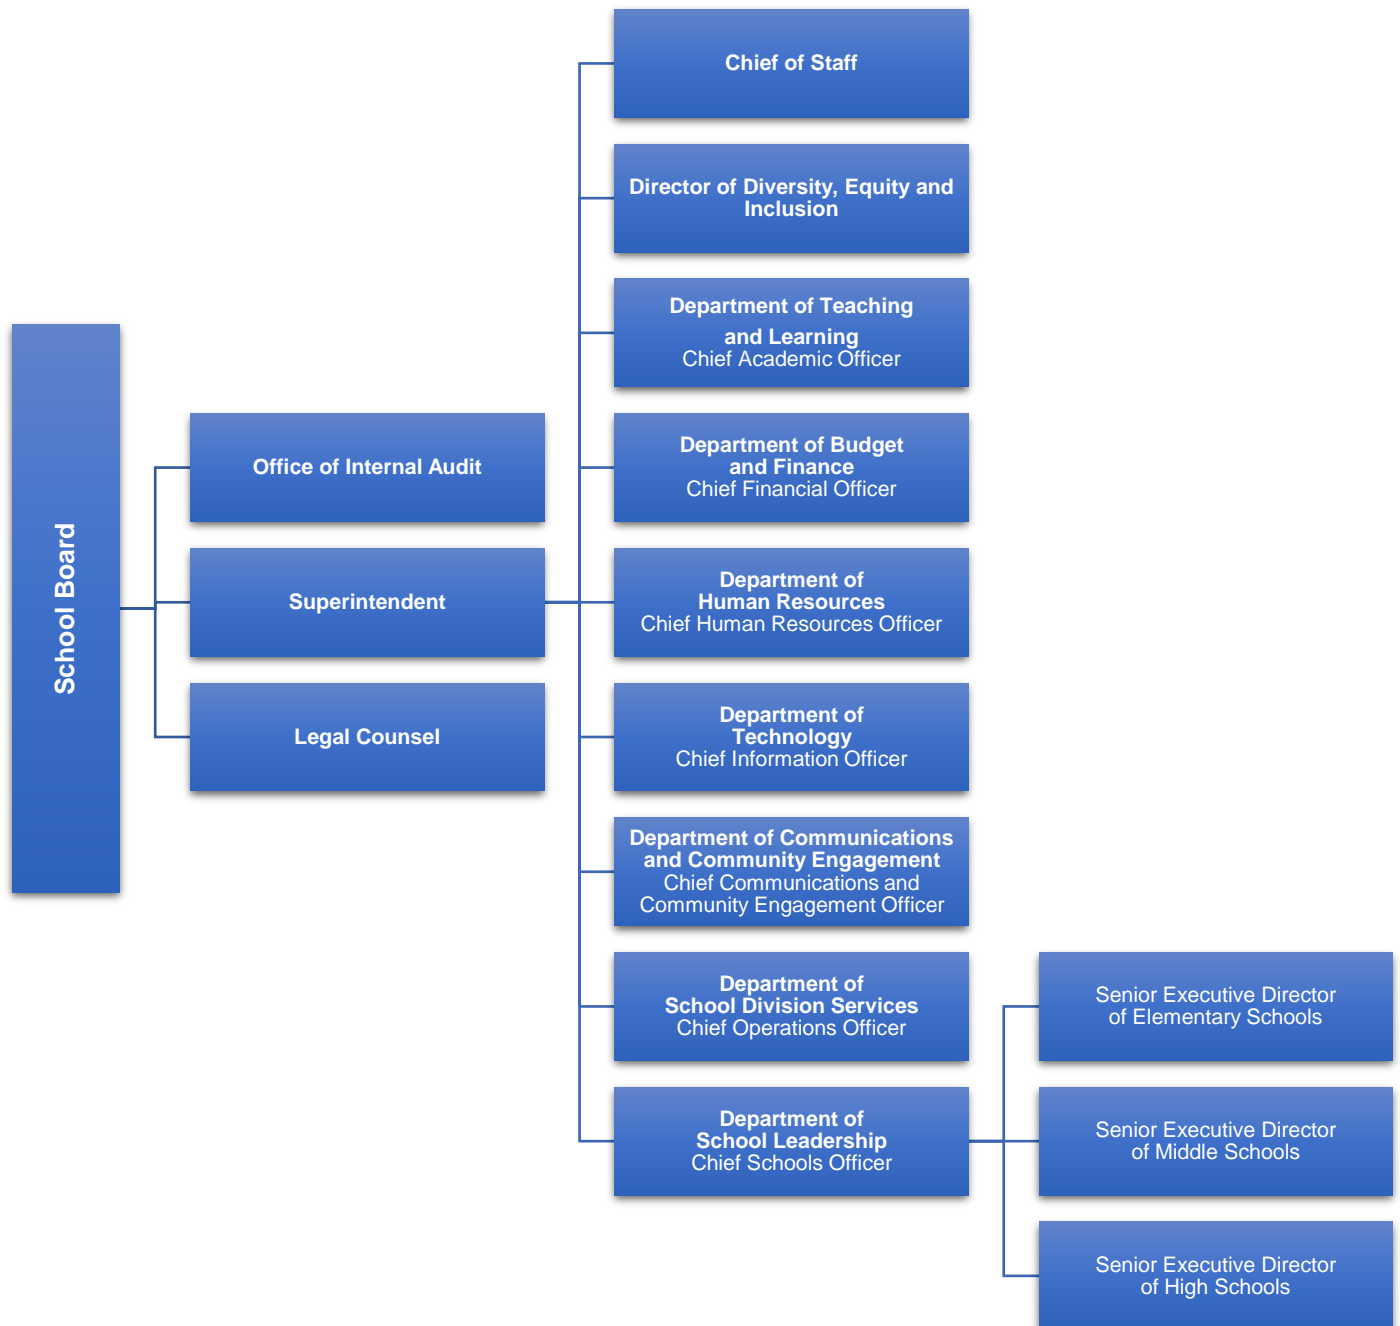 School Board
Office of Internal Audit
Superintendent
Legal Counsel
Chief of Staff
Director of Diversity, Equity and
Inclusion
Department of Teaching
and Learning
Chief Academic Officer
Department of Budget
and Finance
Chief Financial Officer
Department of
Human Resources
Chief Human Resources Officer
Department of
Technology
Chief Information Officer
Department of Communications
and Community Engagement
Chief Communications and
Community Engagement Officer
Department of
School Division Services
Chief Operations Officer
Department of
School Leadership
Chief Schools Officer
Senior Executive Director
of Elementary Schools
Senior Executive Director
of Middle Schools
Senior Executive Director
of High Schools